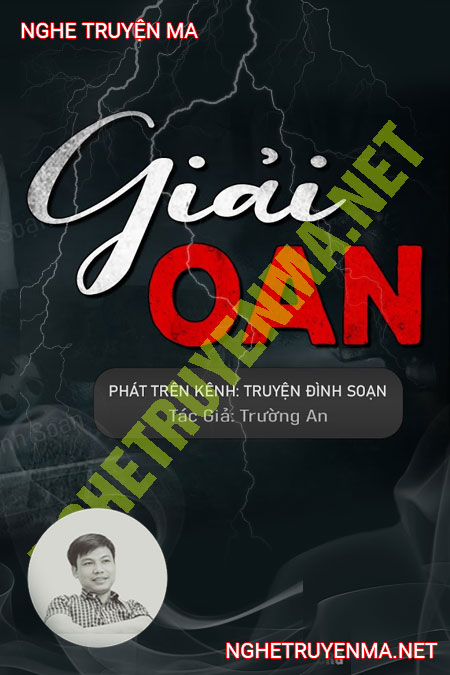 NGHE TRUYỆN MA
Giải
OAN
NGHETRUYENMA.NET
PHÁT TRÊN KÊNH: TRUYỆN ĐÌNH SOẠN
Tác Giả: Trường An
NGHETRUYENMA.NET